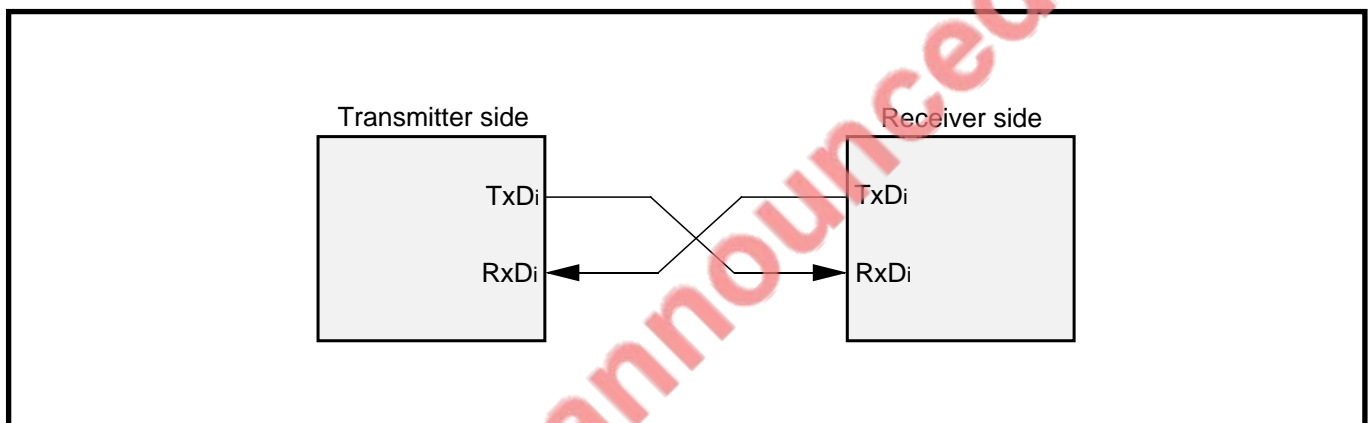 Transmitter side
Receiver side
TxDi
TxDi
RxDi
RxDi
announced